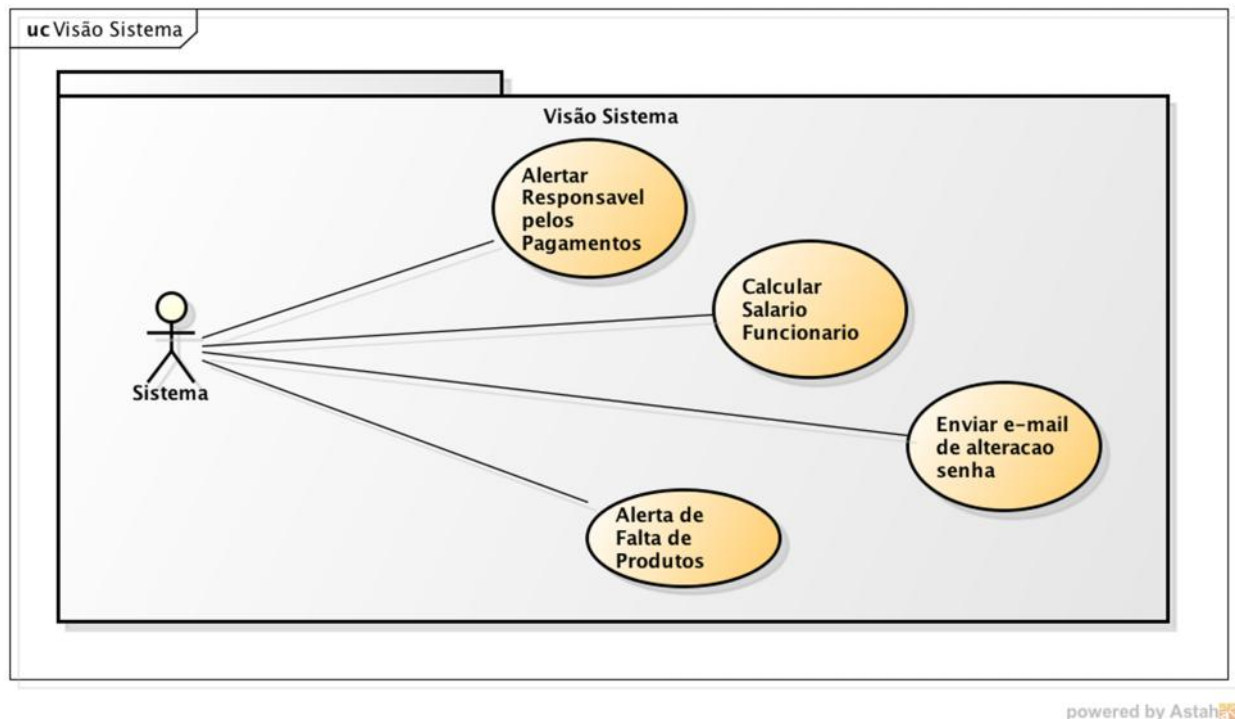 uc Visão Sistema
Visão Sistema
Alertar
Responsavel
pelos
Pagamentos
Calcular
Salario
Funcionario
Sistema
Enviar e-mail
de alteracao
senha
Alerta de
Falta de
Produtos
powered by Astah